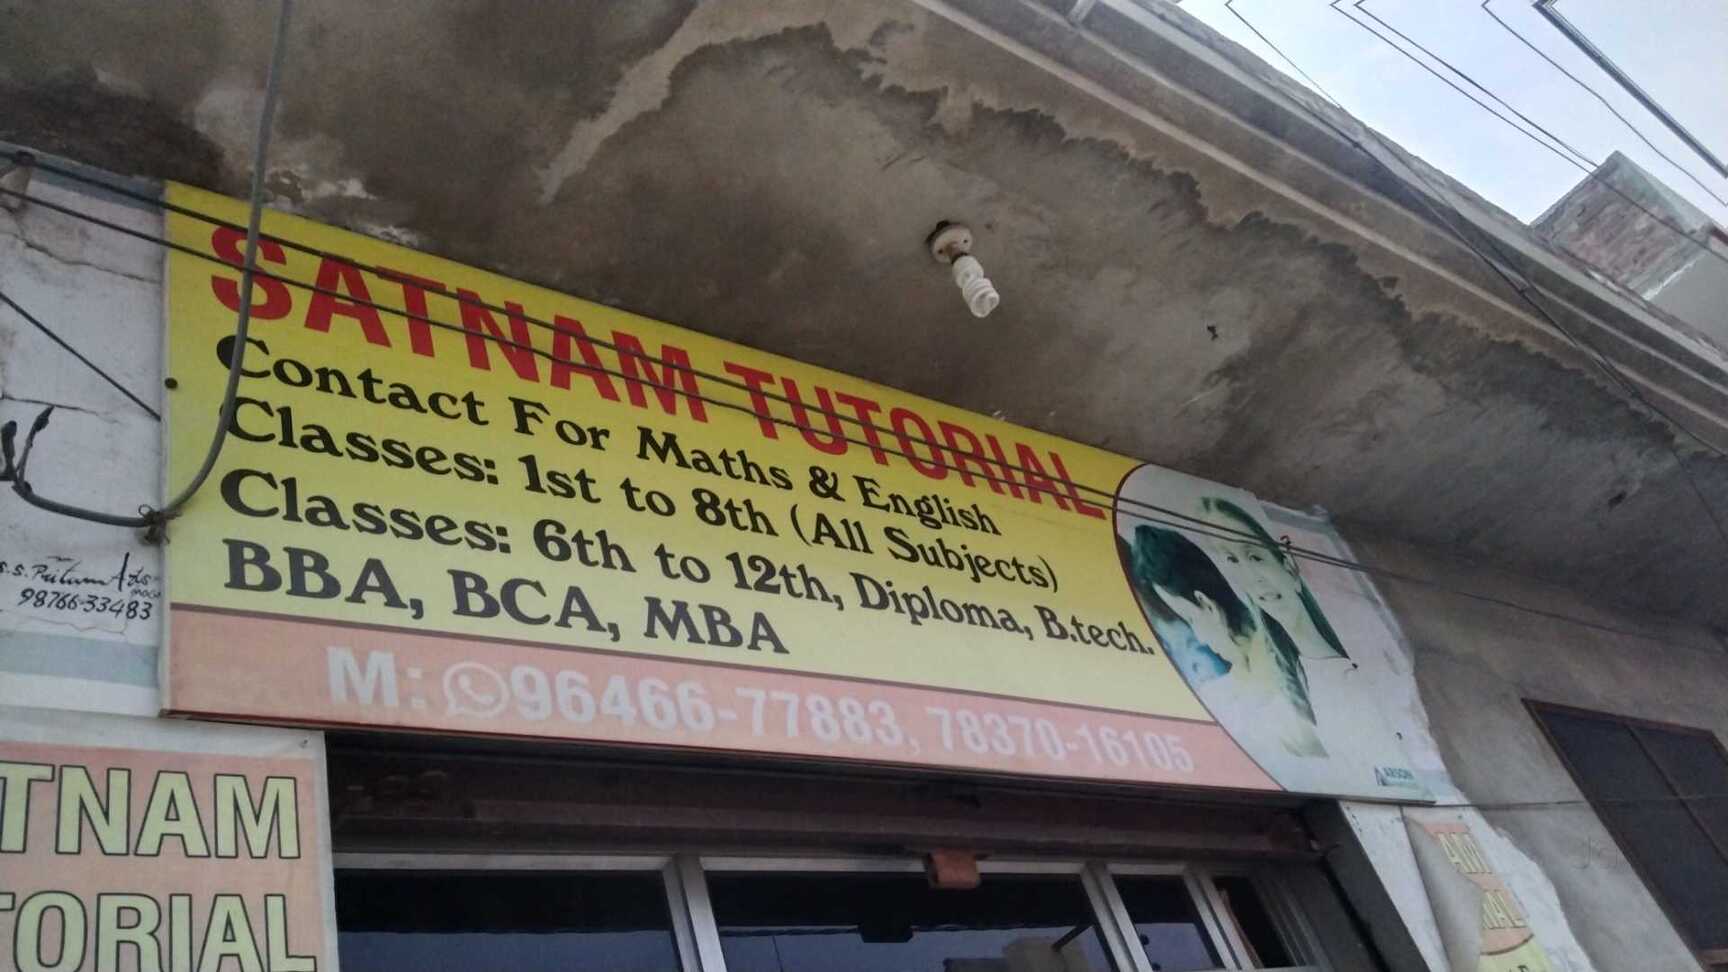 SATNAM TUTORIAL
Contact For Maths & English
Classes: 1st to 8th (All Subjects)
Classes: 6th to 12th, Diploma, B.tech.
BBA, BCA, MBA
M: 96466-77883, 78370-16105
98766-33483
TNAM
TORIAL